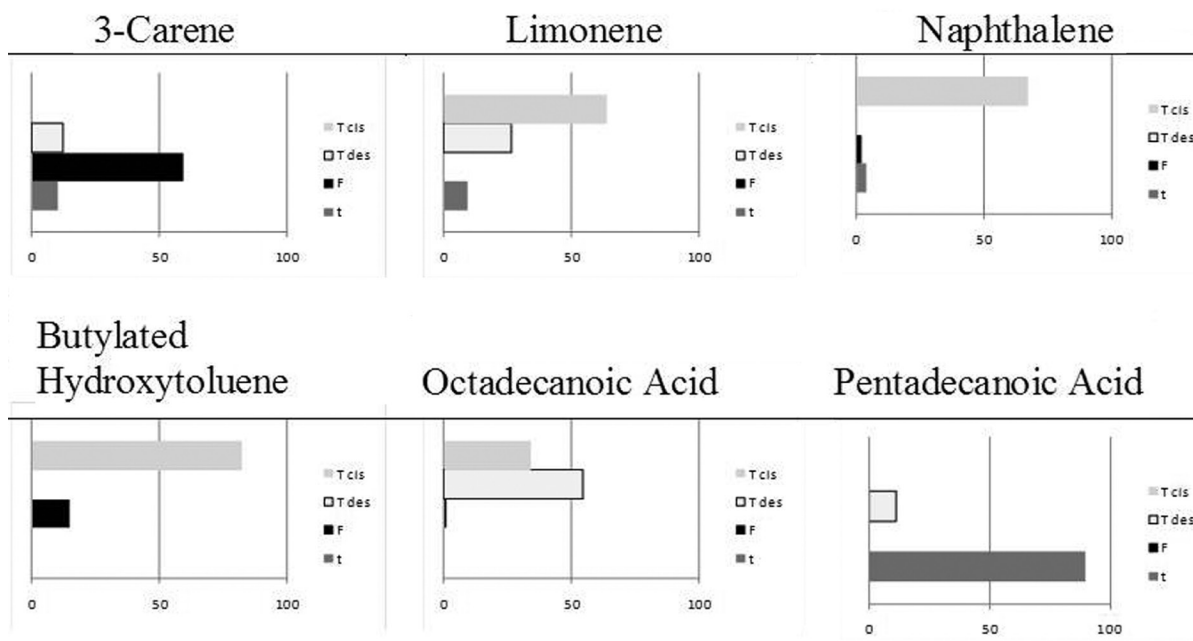 3-Carene
Limonene
Naphthalene
T cis
T des
F
t
0 50 100
T cis
T des
F
t
0 50 100
T cis
T des
F
t
0 50 100
Butylated
Hydroxytoluene
Octadecanoic Acid
Pentadecanoic Acid
T cis
T des
F
t
0 50 100
T cis
T des
F
t
0 50 100
T cis
T des
F
t
0 50 100